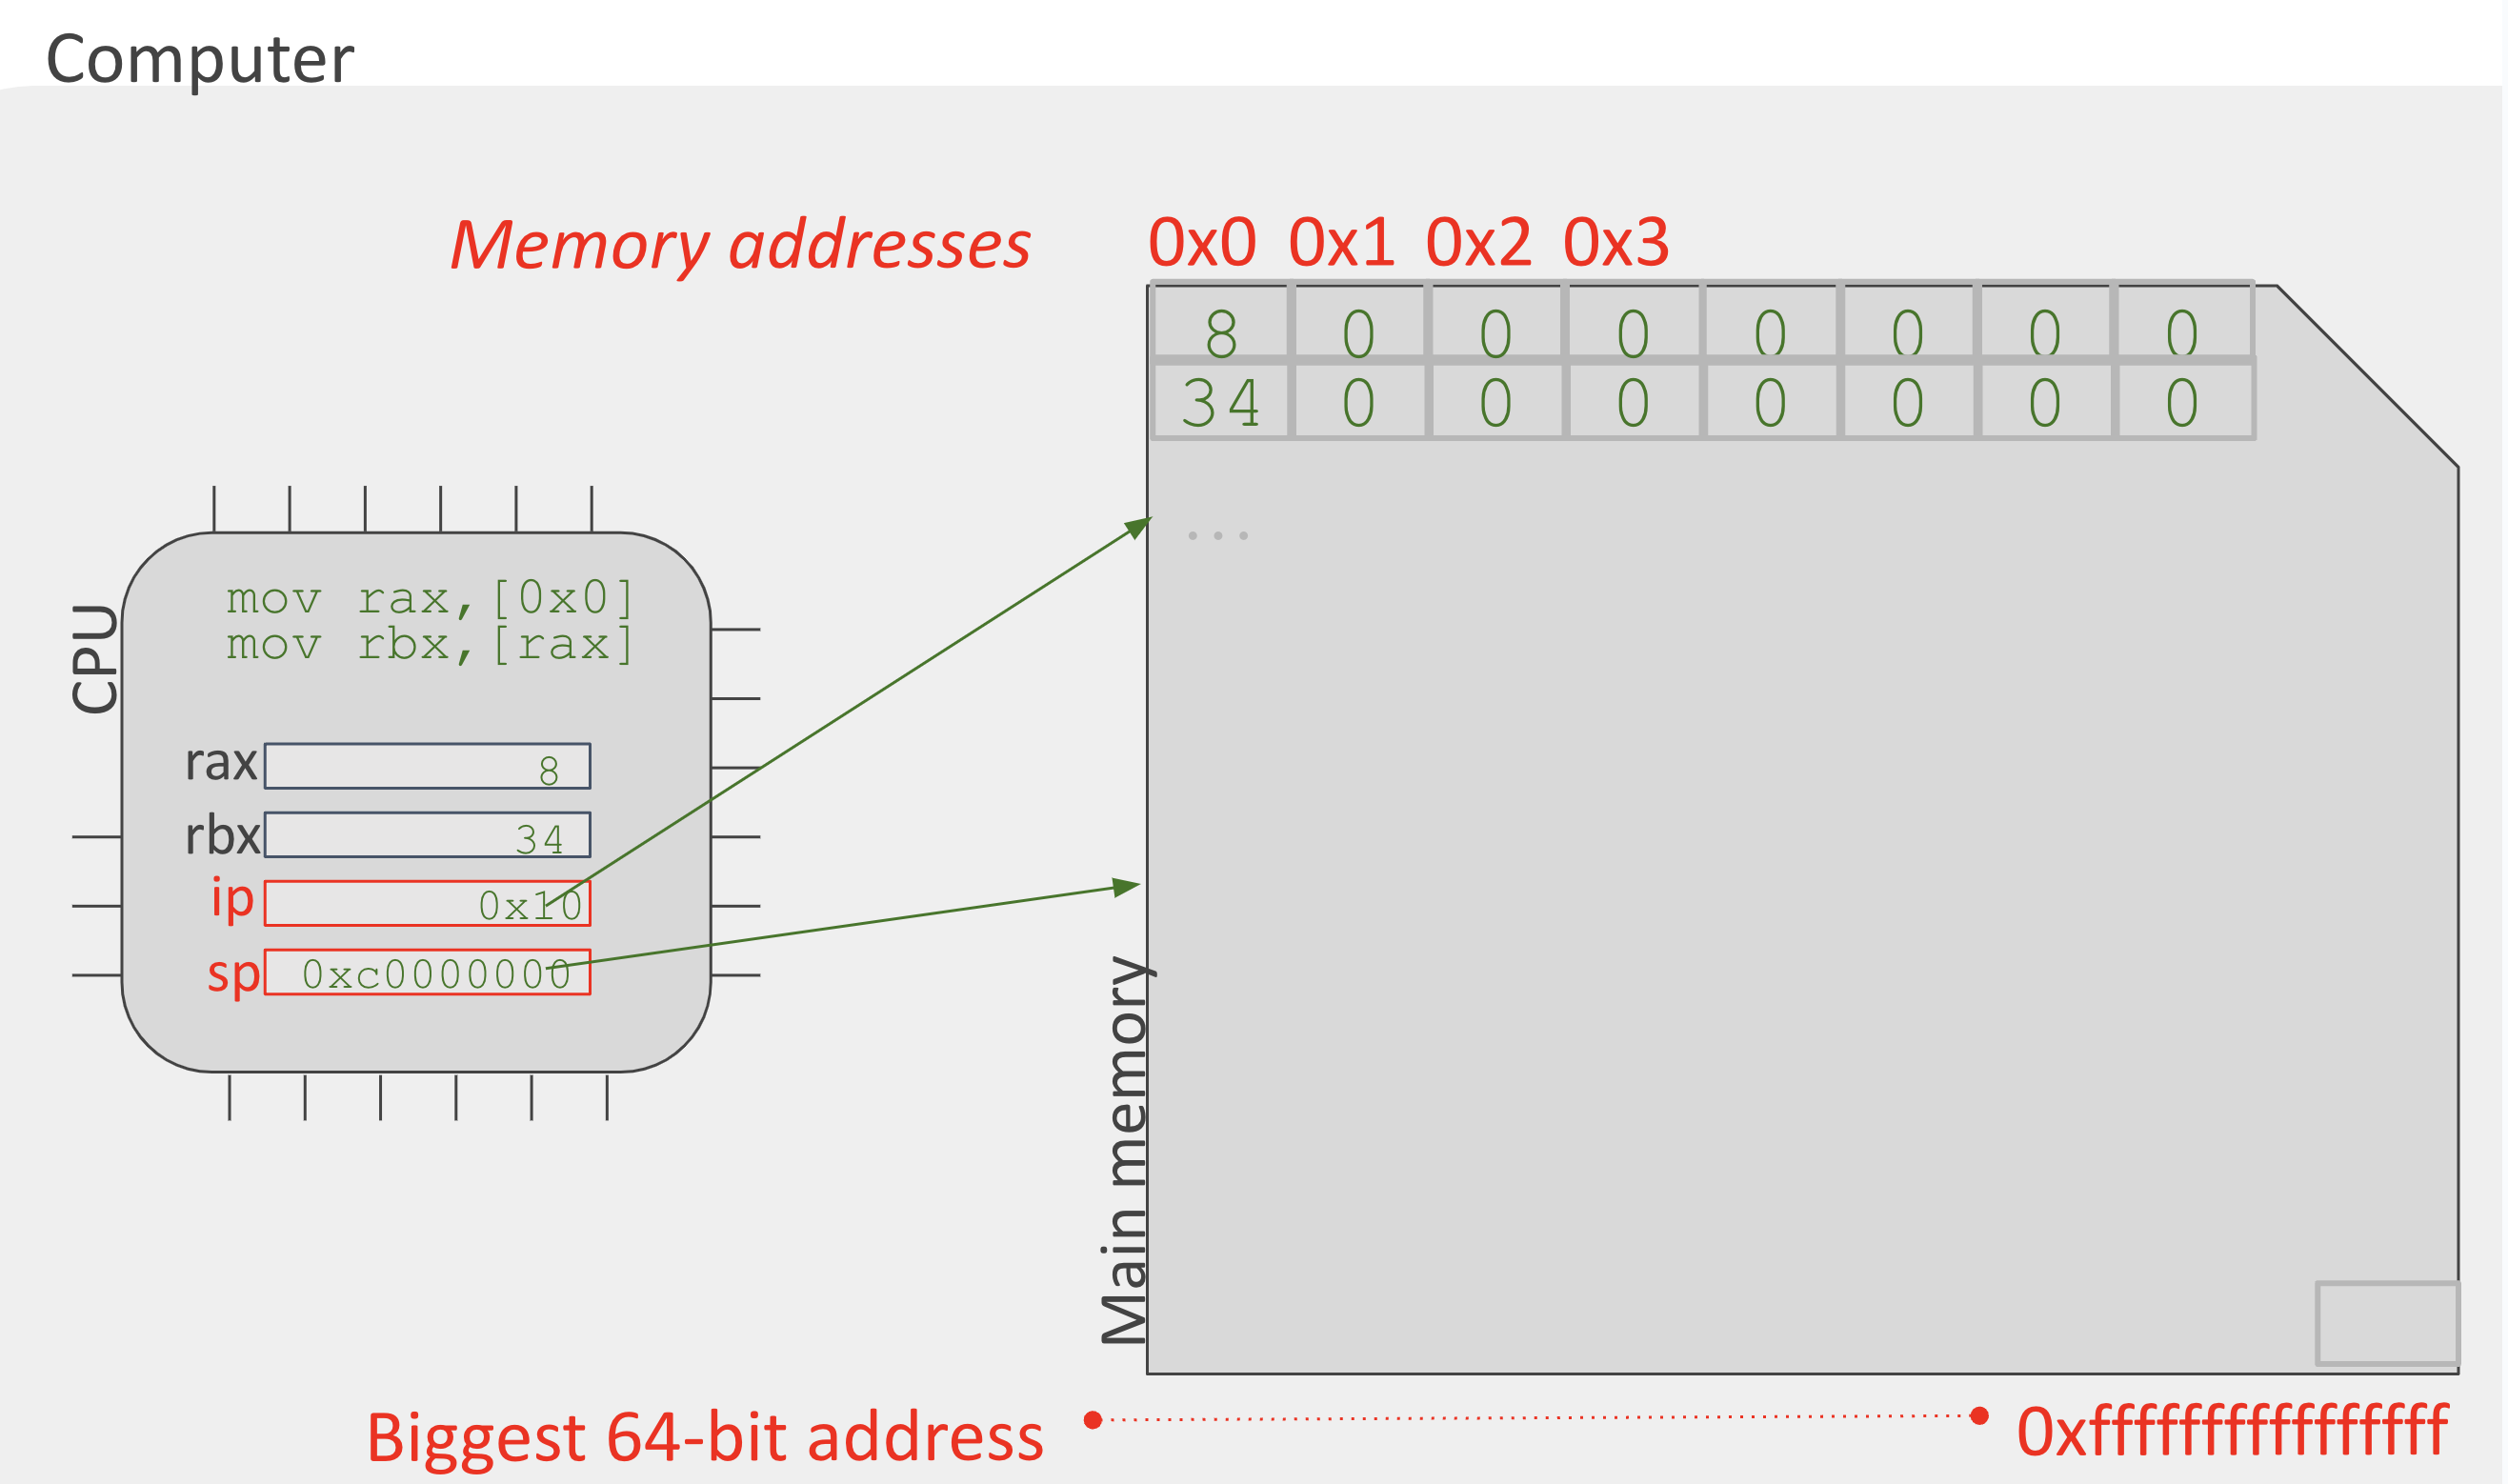 Computer
Memory addresses 0x0 0x1 0x2 0x3
8 0 0 0 0 0 0 0
34 0 0 0 0 0 0 0
...
CPU
mov rax,[0x0]
mov rbx,[rax]
rax 8
rbx 34
ip 0x10
sp 0xc0000000
Main memory
Biggest 64-bit address 0xffffffffffffffff